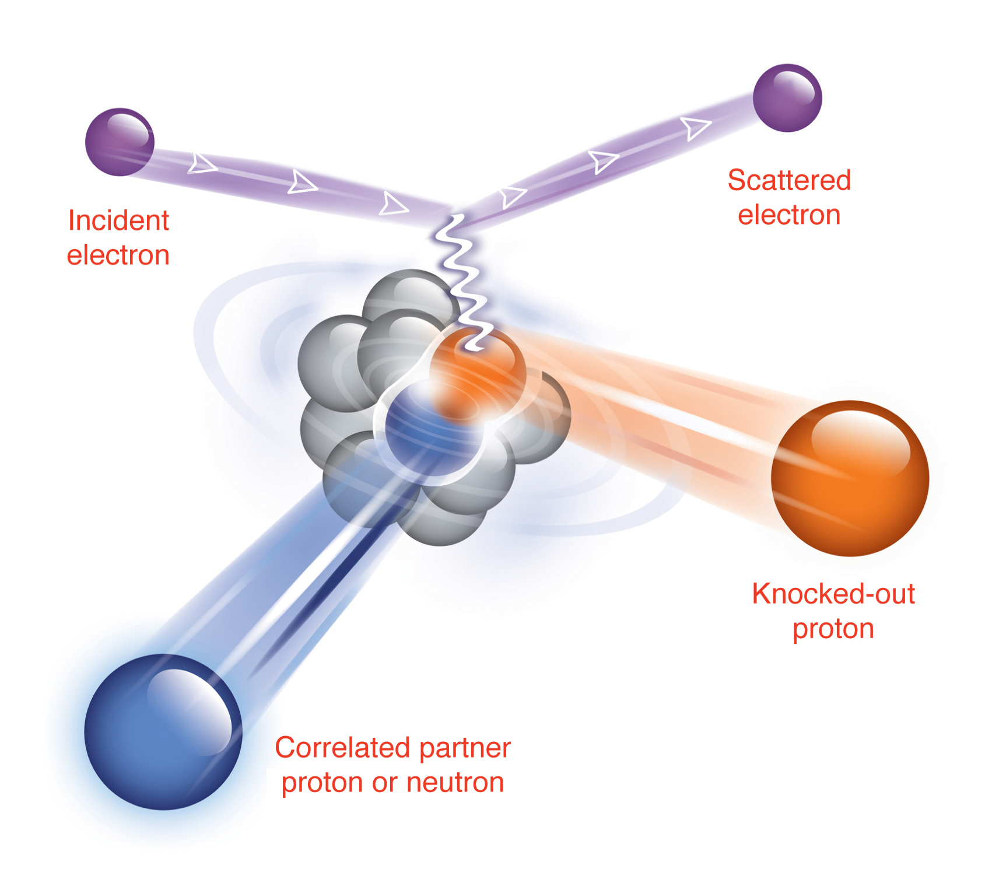 Incident
electron
Scattered
electron
Knocked-out
proton
Correlated partner
proton or neutron